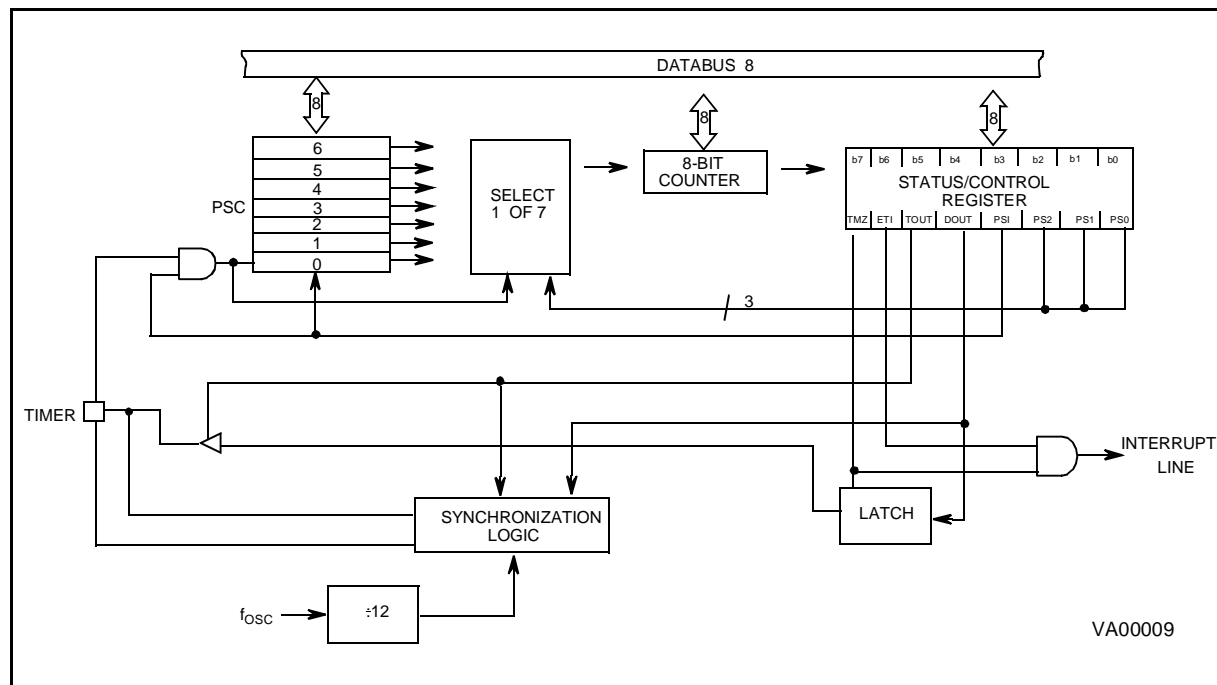 DATABUS 8
8
8
8
6
5
4
3
2
1
0
PSC
SELECT
1 OF 7
8-BIT
COUNTER
b7 b6 b5 b4 b3 b2 b1 b0
STATUS/CONTROL
REGISTER
TMZ ETI TOUT DOUT PSI PS2 PS1 PS0
3
TIMER
INTERRUPT
LINE
SYNCHRONIZATION
LOGIC
LATCH
fOSC
÷12
VA00009